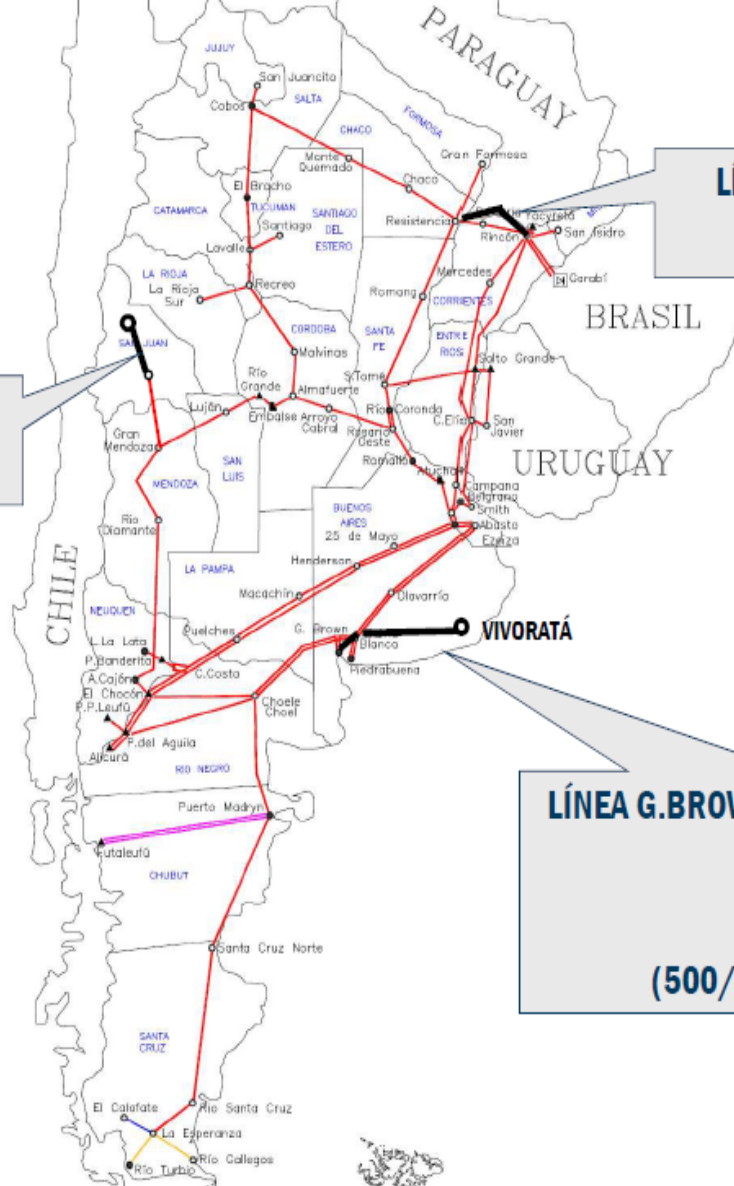 PARAGUAY
JUJUY
San Juancito
Cobos
SALTA
FORMOSA
CHACO
Gran Formosa
Monte
Quemado
Chaco
El Bracho
TUCUMAN
CATAMARCA
Santiago
SANTIAGO
DEL
ESTERO
Resistencia
Rincón
San Isidro
LÍ
Lavalle
LA RIOJA
La Rioja
Sur
Recreo
Mercedes
Garabí
Romang
CORRIENTES
BRASIL
CORDOBA
SANTA
FE
ENTRE
RIOS
SAN JUAN
Malvinas
Salto Grande
Río
Grande
Almafuerte
S.Tomé
Luján
Embalse
Arroyo
Cabral
Río Coronda
Rosario
Oeste
C.Elía
San
Javier
Gran
Mendoza
SAN
LUIS
MENDOZA
Ramallo
Atucha
URUGUAY
Campana
Belgrano
Smith
Río
Diamante
BUENOS
AIRES
25 de Mayo
Abasto
Ezeiza
Henderson
CHILE
LA PAMPA
Macachín
Olavarría
NEUQUEN
Puelches
G. Brown
Blanca
VIVORATÁ
L.La Lata
P.Banderita
C.Costa
Piedrabuena
A.Cajón
El Chocón
P.P.Leufú
Choele
Choel
P.del Aguila
Alicurá
RIO NEGRO
LÍNEA G.BROW
Puerto Madryn
Futaleufú
CHUBUT
Santa Cruz Norte
(500/
SANTA
CRUZ
El Calafate
Rio Santa Cruz
La Esperanza
Río Gallegos
Río Turbio